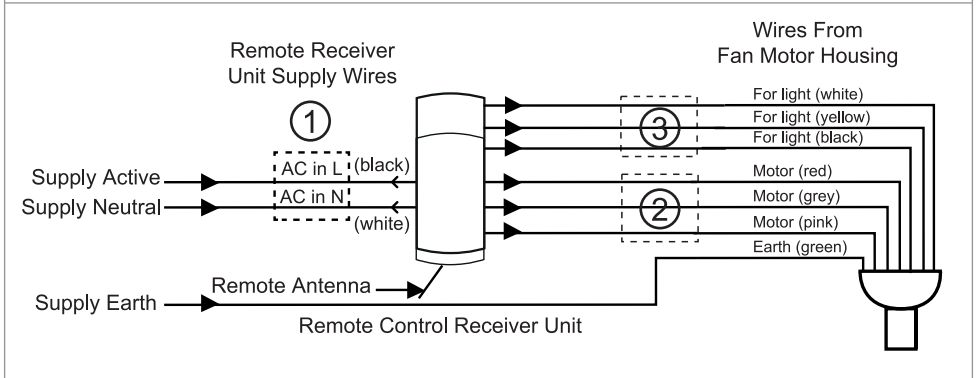 Wires From
Fan Motor Housing
Remote Receiver
Unit Supply Wires
1
For light (white)
For light (yellow)
3
For light (black)
AC in L
(black)
Supply Active
Motor (red)
AC in N
Motor (grey)
Supply Neutral
2
(white)
Motor (pink)
Earth (green)
Remote Antenna
Supply Earth
Remote Control Receiver Unit